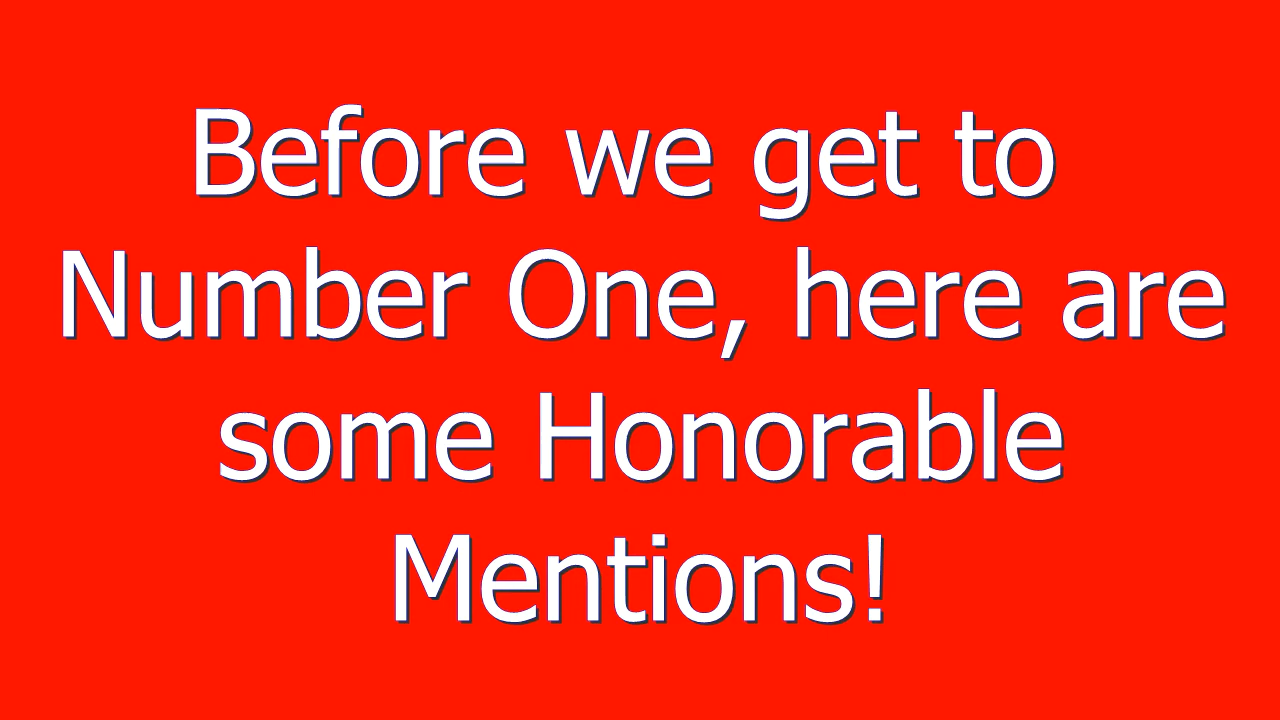 Before we get to
Number One, here are
some Honorable
Mentions!